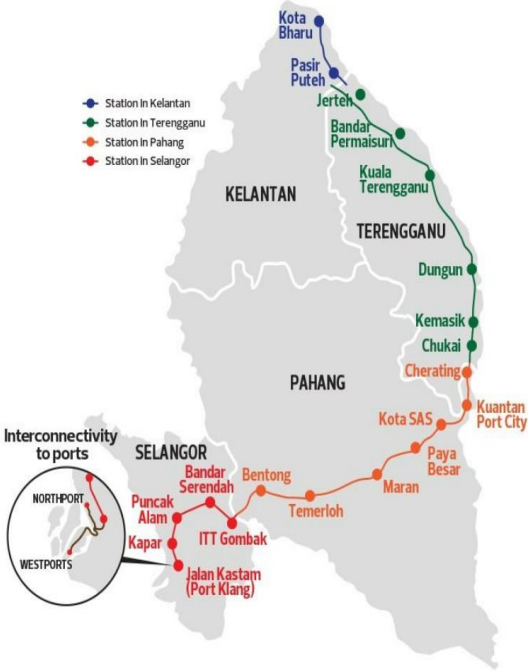 Kota
Bharu
Pasir
Puteh
Jerteh
Station In Kelantan
Station In Terengganu
Station In Pahang
Station In Selangor
Bandar
Permaisuri
Kuala
Terengganu
KELANTAN
TERENGGANU
Dungun
Kemasik
Chukai
Cherating
PAHANG
Kuantan
Port City
Kota SAS
Paya
Besar
Maran
Temerloh
Bentong
Interconnectivity
to ports
SELANGOR
Bandar
Serendah
Puncak
Alam
ITT Gombak
Kapar
Jalan Kastam
(Port Klang)
NORTHPORT
WESTPORTS